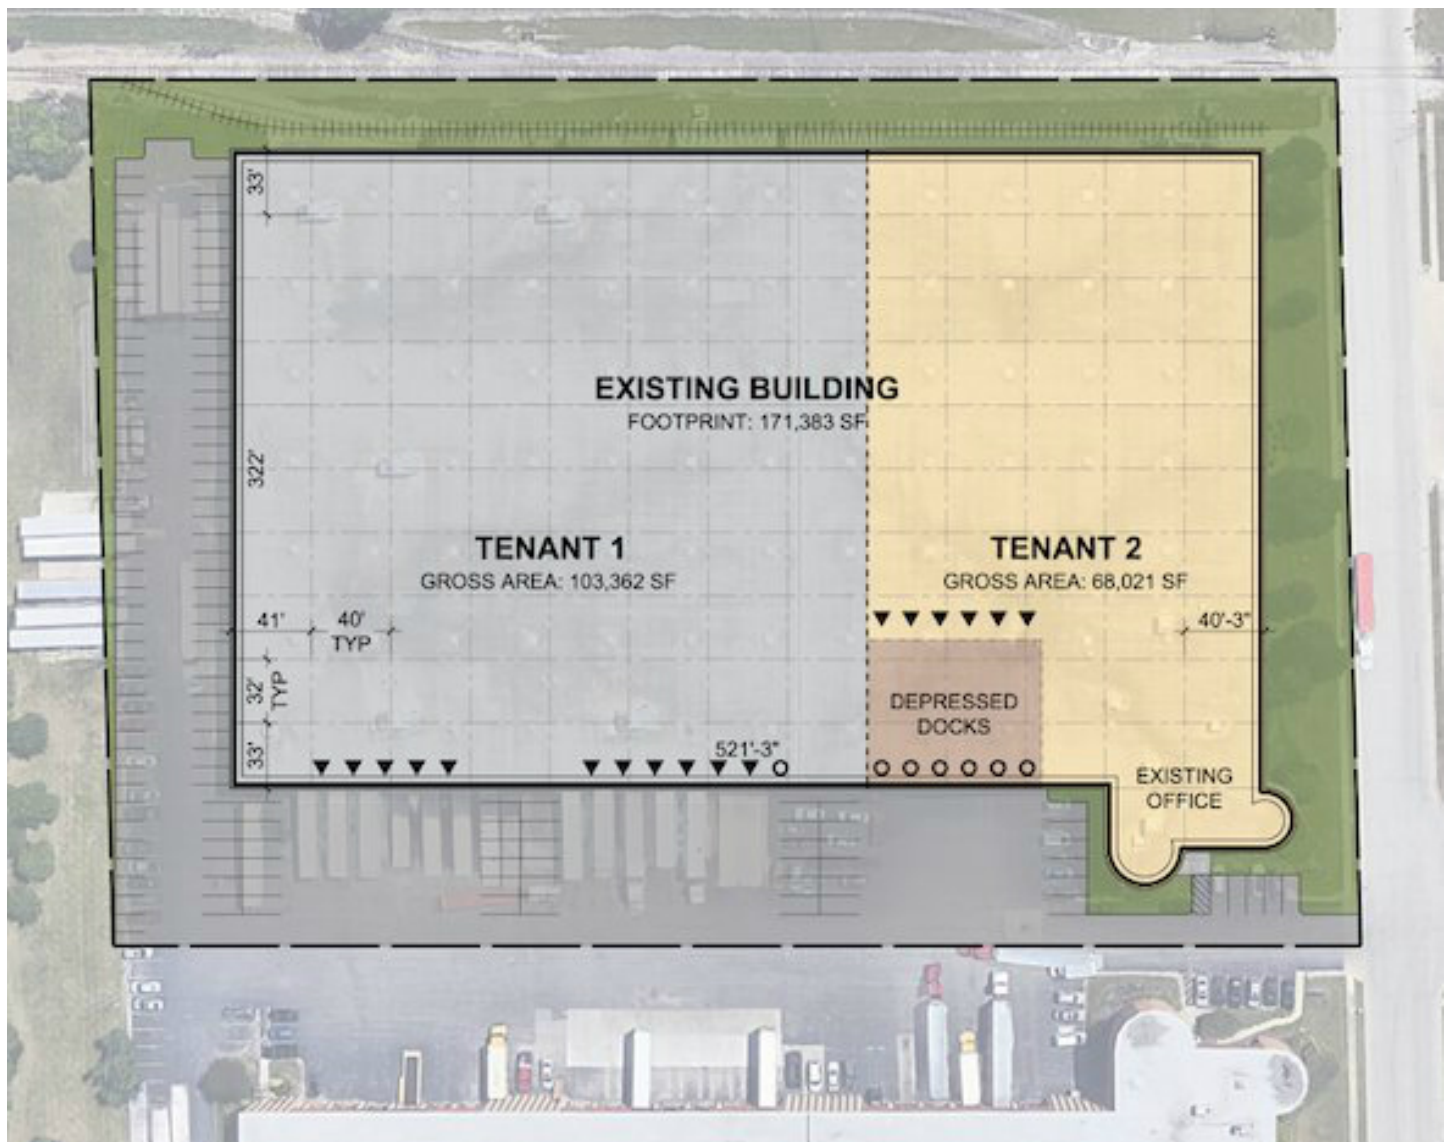 33'
EXISTING BUILDING
FOOTPRINT: 171,383 SF
322'
TENANT 1
GROSS AREA: 103,362 SF
TENANT 2
GROSS AREA: 68,021 SF
41'
40'
TYP
40'-3"
32'
TYP
DEPRESSED
DOCKS
33'
521'-3"
EXISTING
OFFICE